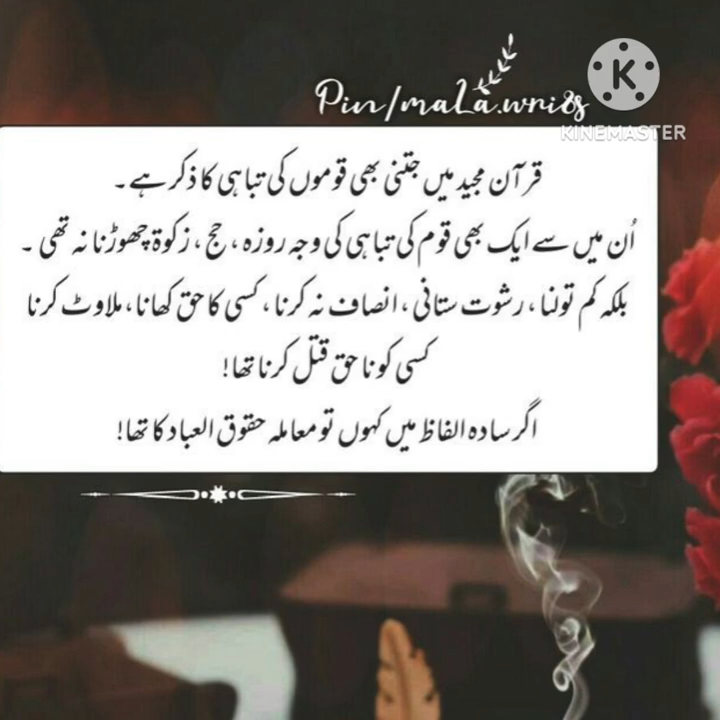 Pin/mala.wries
KINEMASTER
قرآن مجید میں جتنی بھی قوموں کی تباہی کا ذکر ہے۔
اُن میں سے ایک بھی قوم کی تباہی کی وجہ روزہ، حج، زکوۃ چھوڑنا نہ تھی۔
بلکہ کم تولنا، رشوت ستانی، انصاف نہ کرنا، کسی کا حق کھانا، ملاوٹ کرنا
کسی کو ناحق قتل کرنا تھا!
اگر سادہ الفاظ میں کہوں تو معاملہ حقوق العباد کا تھا!